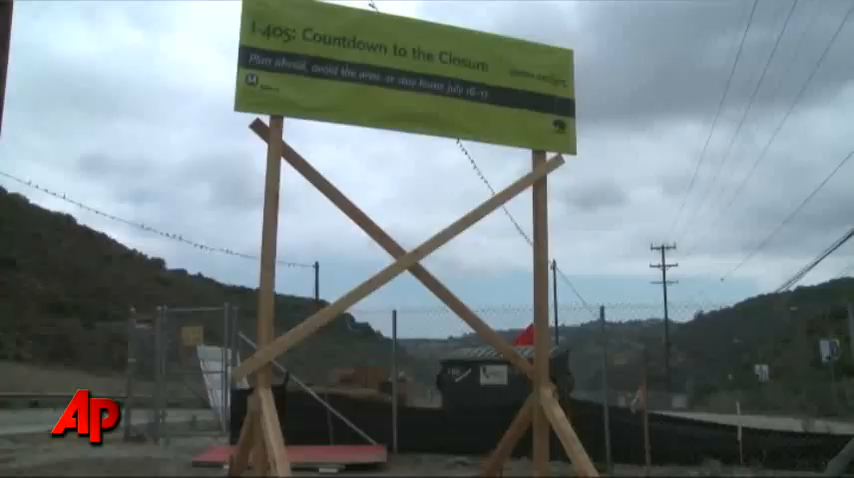 I-405: Countdown to the Closure
Plan ahead, avoid the area, or stay home July 16-17
AP